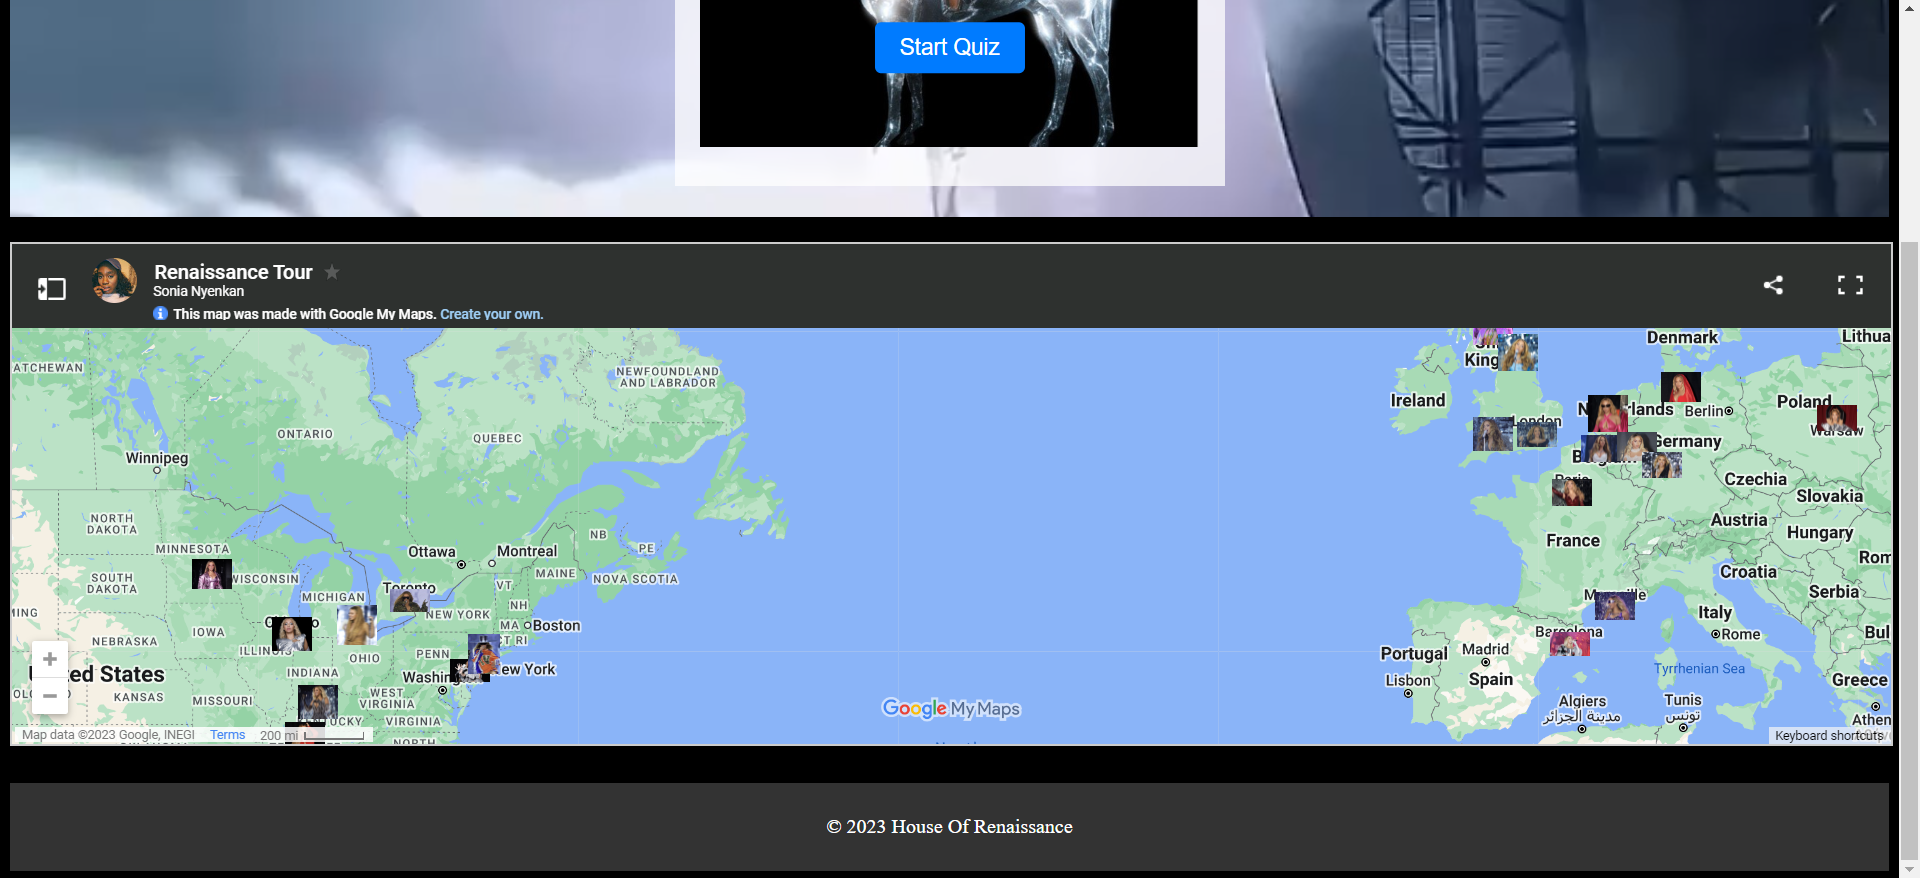 Start Quiz
Renaissance Tour
Sonia Nyenkan
This map was made with Google My Maps. Create your own.
ATCHEWAN
NEWFOUNDLAND
AND LABRADOR
Denmark
Lithua
King
Ireland
London
Berlin
Poland
Warsaw
ONTARIO
QUEBEC
Winnipeg
Germany
Czechia
Slovakia
Paris
NORTH
DAKOTA
Austria
Hungary
France
NB
PE
MINNESOTA
Ottawa
Montreal
MAINE
NOVA SCOTIA
Rom
Croatia
SOUTH
DAKOTA
WISCONSIN
Toronto
VT
Serbia
MICHIGAN
NH
NEW YORK
Italy
MING
IOWA
MA
Boston
CT RI
Barcelona
Rome
Bul
NEBRASKA
ILLINOIS
OHIO
PENN
Portugal
Madrid
Spain
Tyrrhenian Sea
ed States
INDIANA
Washing
ew York
Lisbon
Greece
KANSAS
MISSOURI
WEST
VIRGINIA
Algiers
مدينة الجزائر
Tunis
تونس
UCKY
VIRGINIA
Google My Maps
Athen
NORTH
Map data ©2023 Google, INEGI
Terms
200 mi
Keyboard shortcuts
© 2023 House Of Renaissance